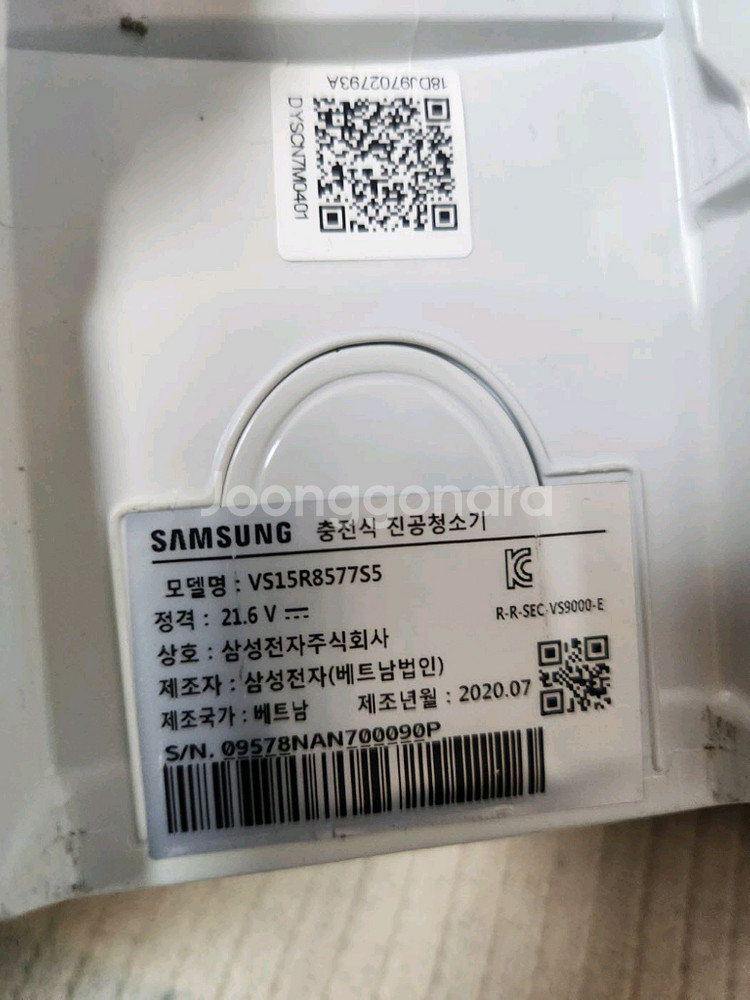 18DJ9702793A
DYSCN7M0401
Joonggonara
SAMSUNG 충전식 진공청소기
모델명 : VS15R8577S5
정격 : 21.6 V
R-R-SEC-VS9000-E
상호 : 삼성전자주식회사
제조자 : 삼성전자(베트남법인)
제조국가 : 베트남 제조년월 : 2020.07
S/N. 09578NAN700090P